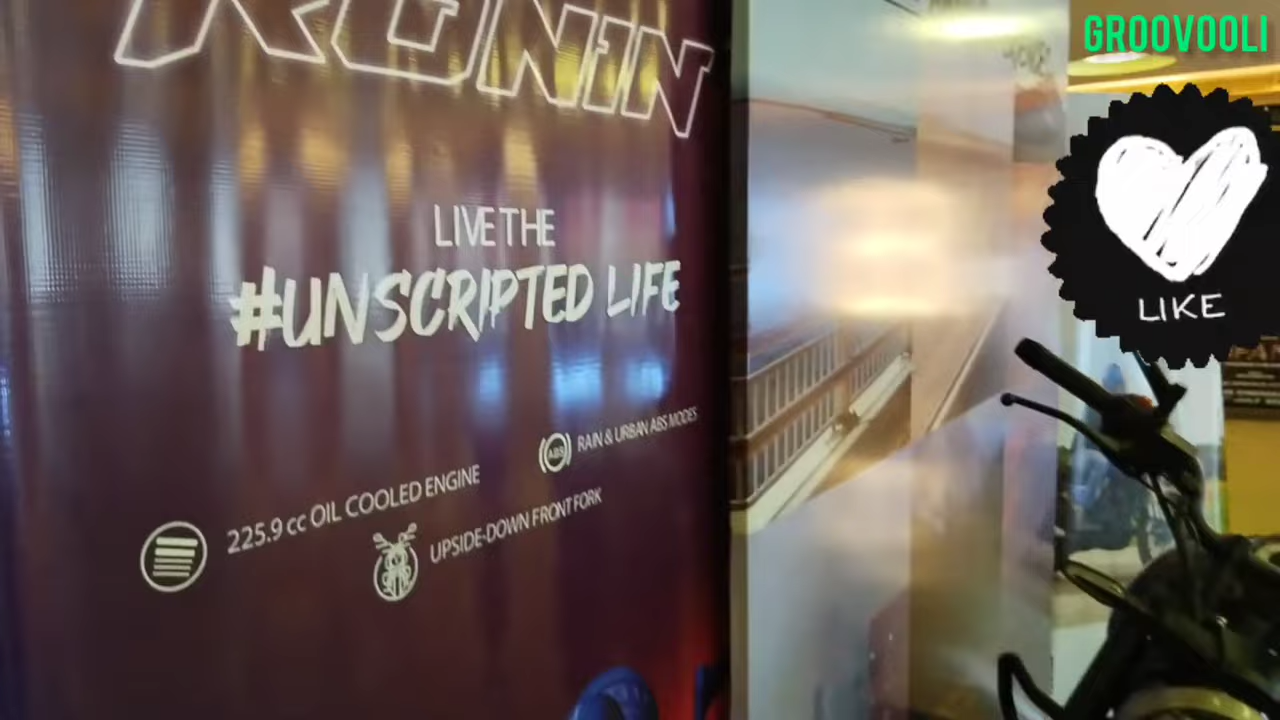 RONIN
LIVE THE
#UNSCRIPTED LIFE
RAIN & URBAN ABS MODES
ABS
225.9 cc OIL COOLED ENGINE
UPSIDE-DOWN FRONT FORK
GROOVOOLI
LIKE